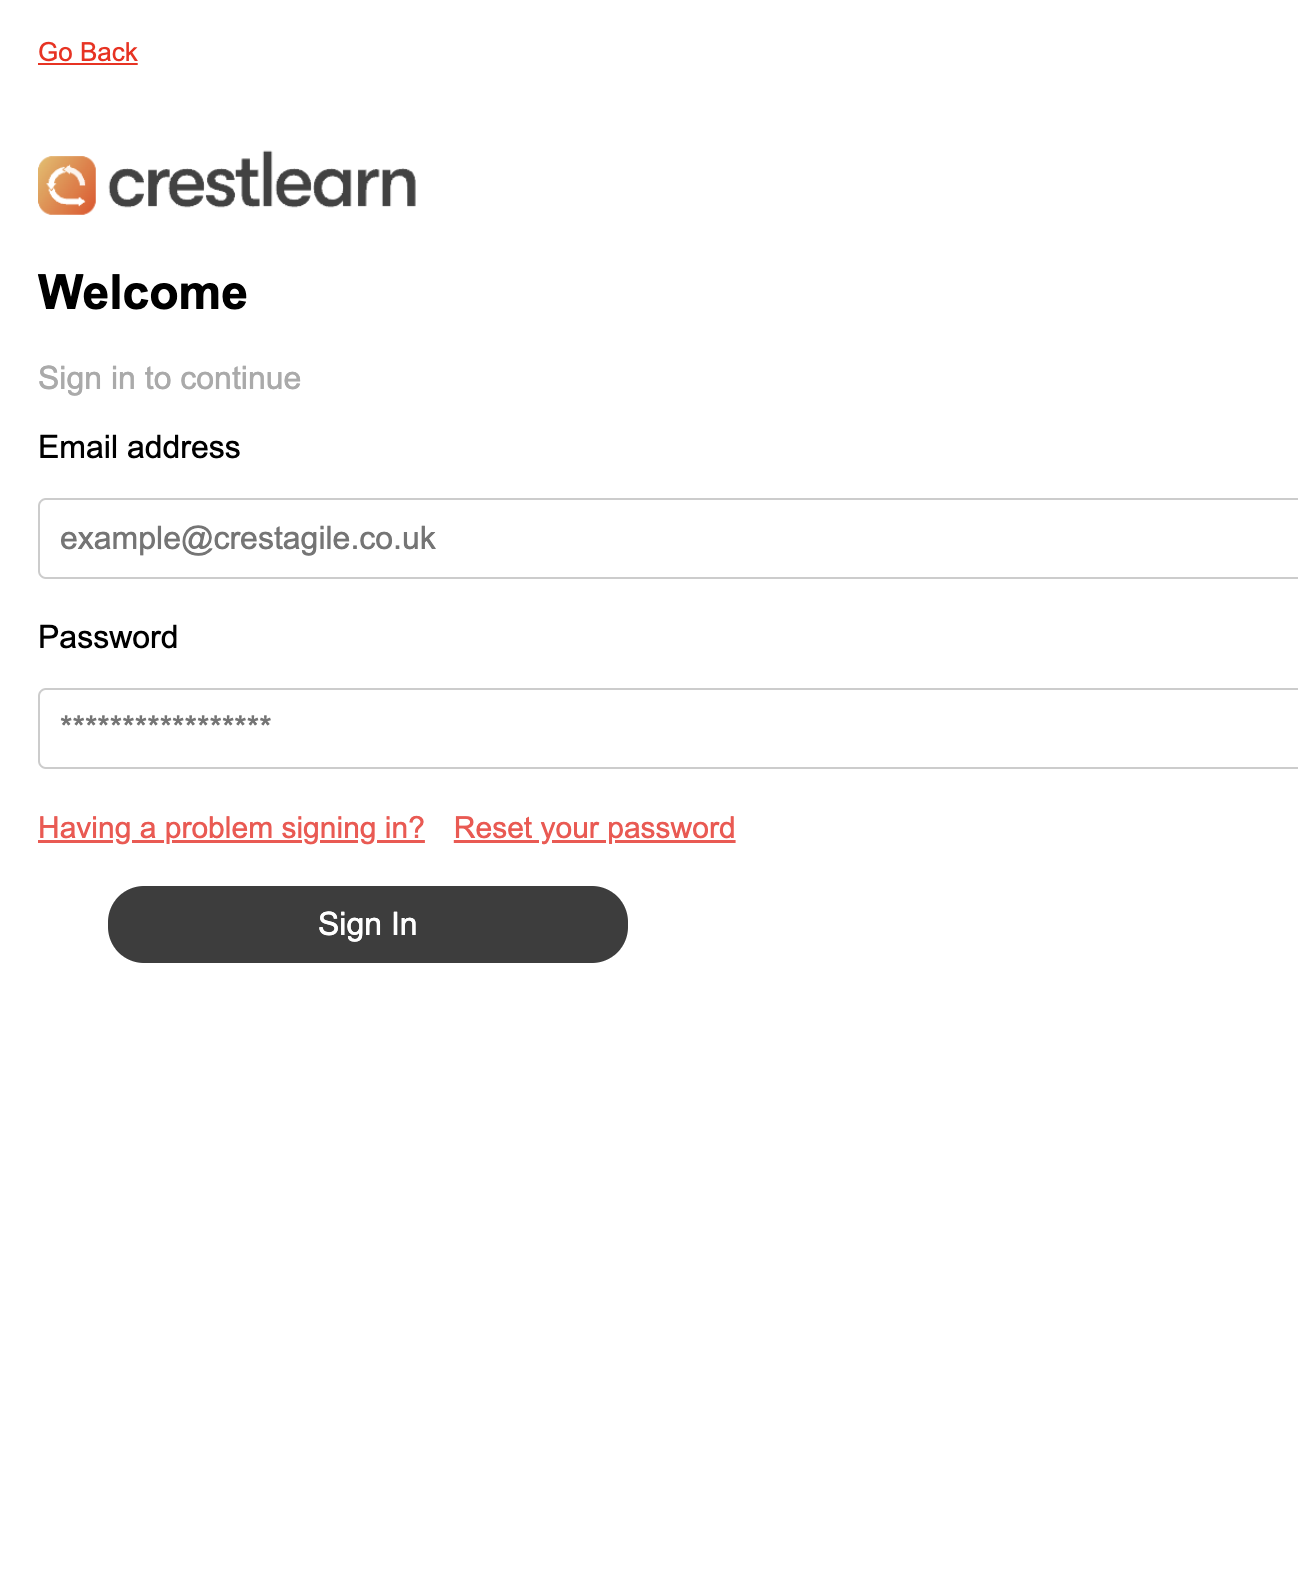 Go Back
crestlearn
Welcome
Sign in to continue
Email address
example@crestagile.co.uk
Password
*****************
Having a problem signing in? Reset your password
Sign In